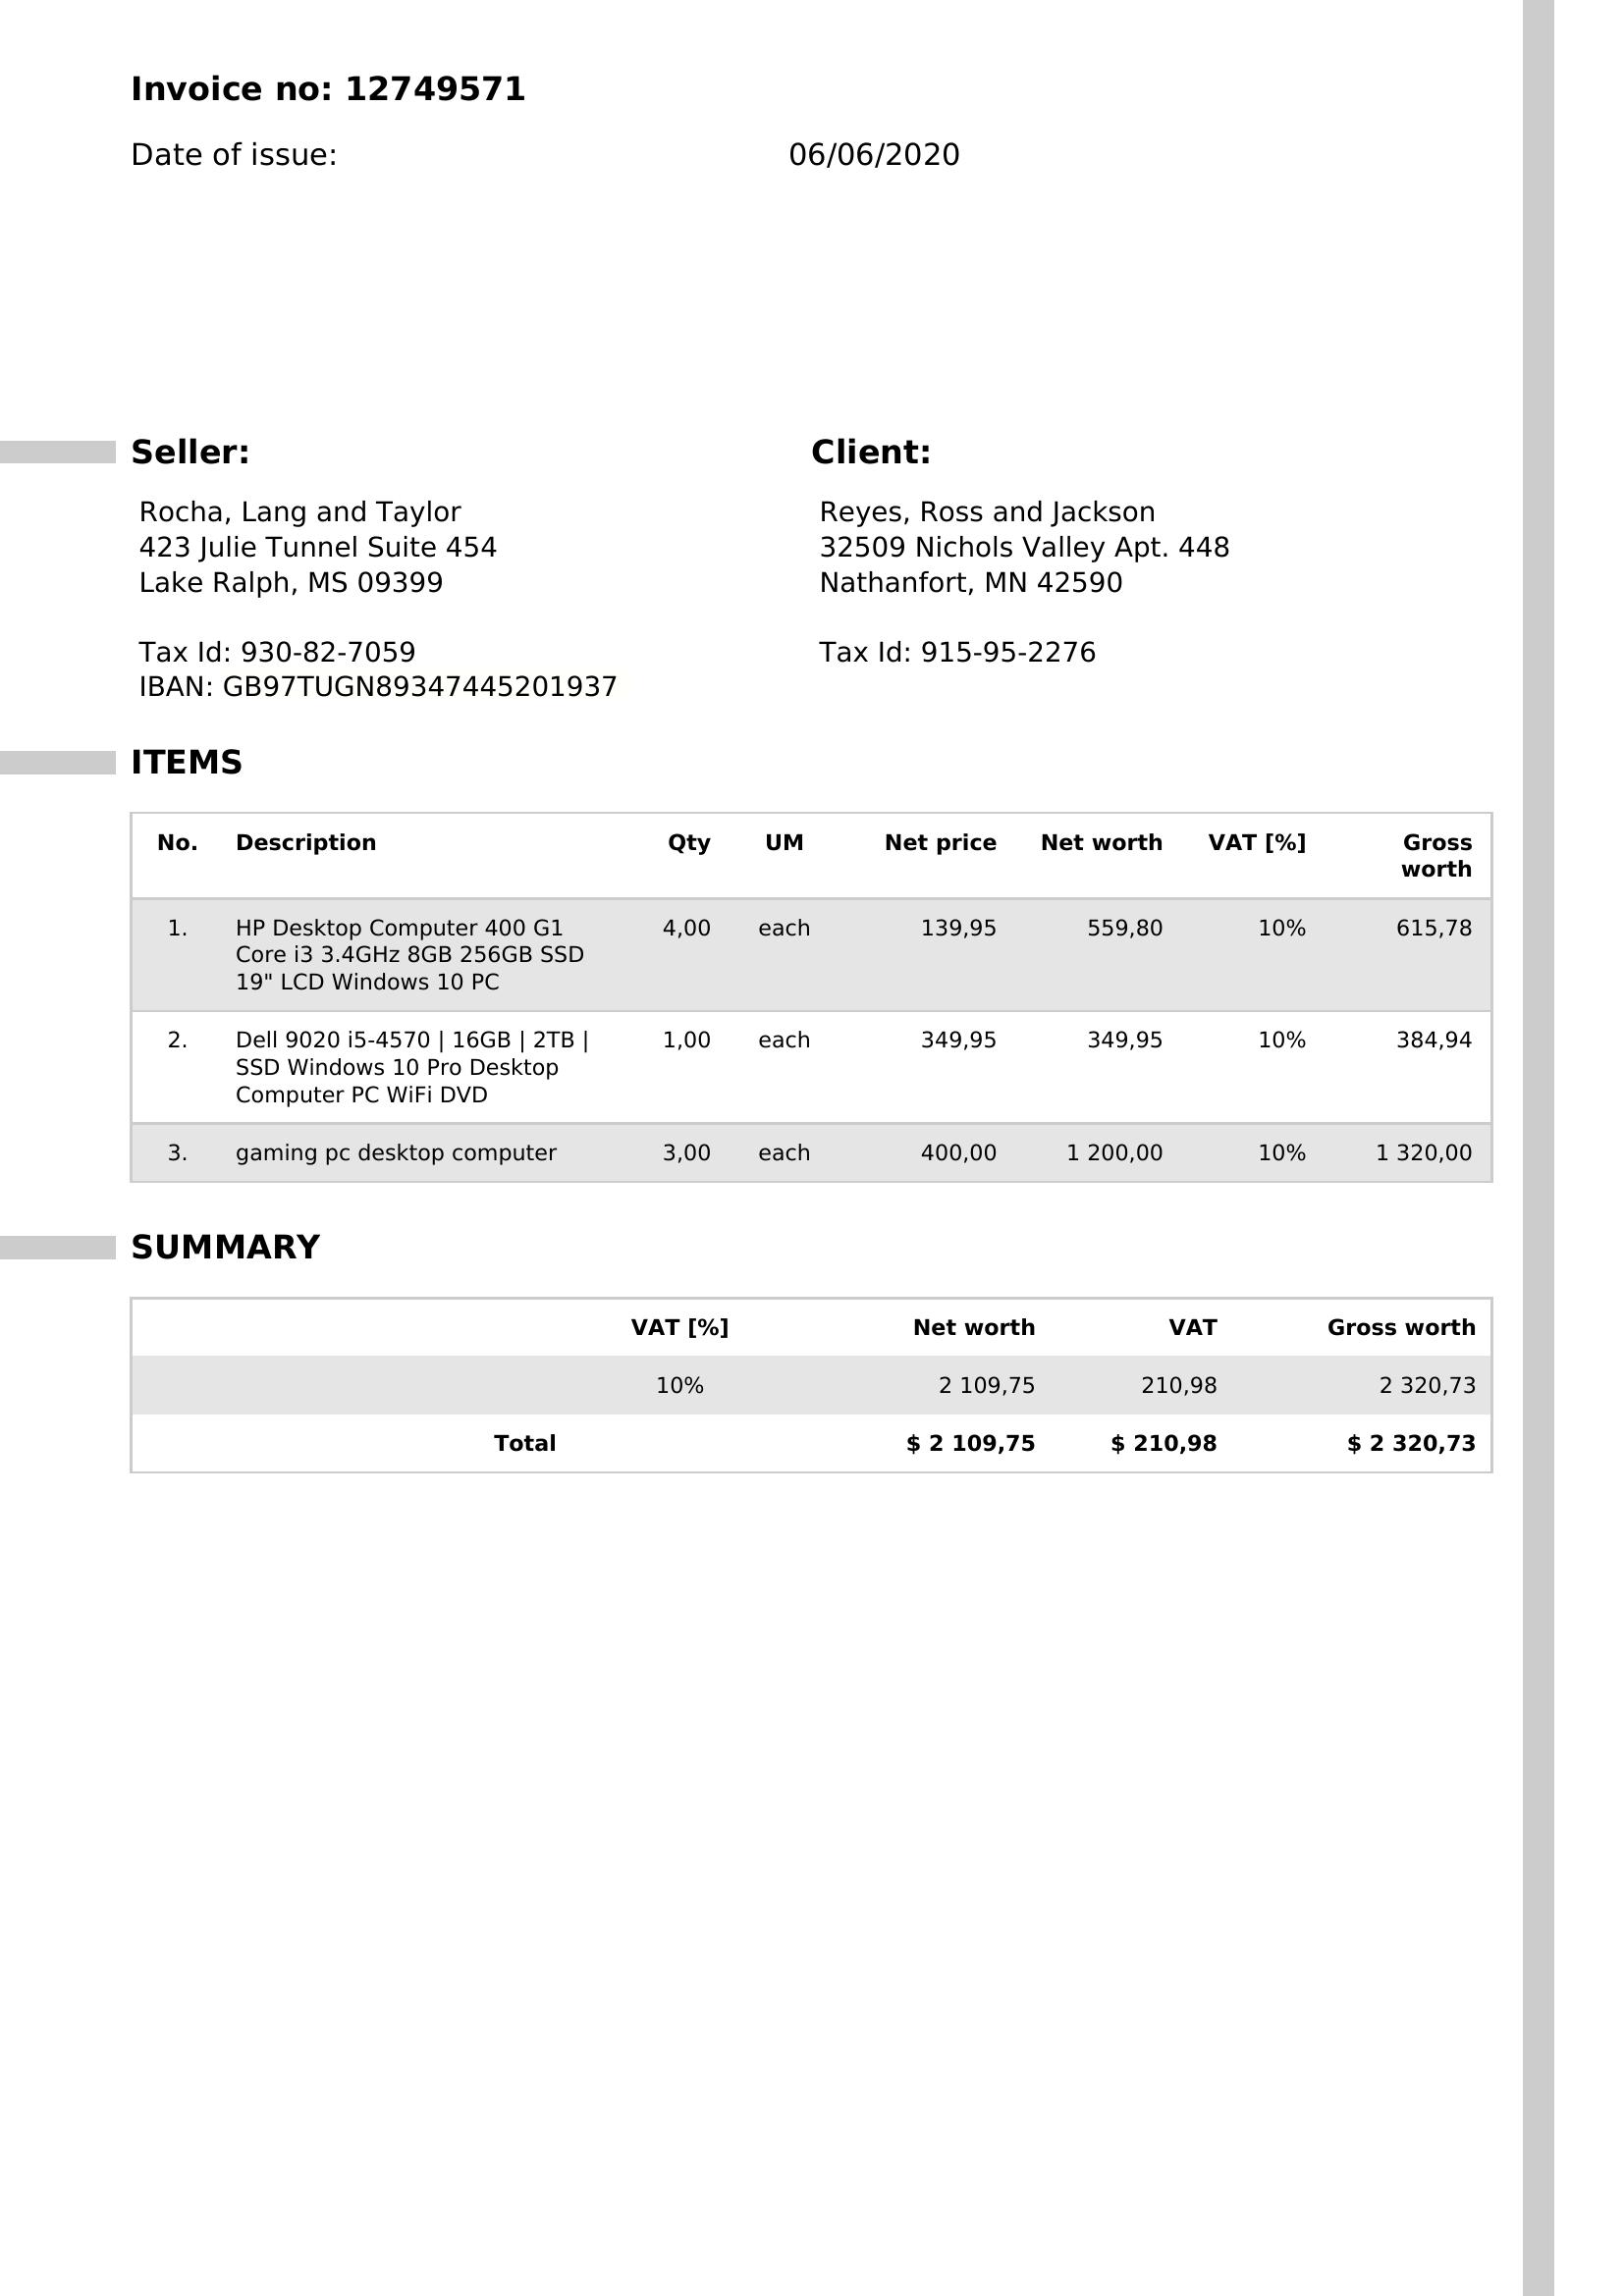 Invoice no: 12749571
Date of issue: 06/06/2020
Seller:
Rocha, Lang and Taylor
423 Julie Tunnel Suite 454
Lake Ralph, MS 09399
Tax Id: 930-82-7059
IBAN: GB97TUGN89347445201937
Client:
Reyes, Ross and Jackson
32509 Nichols Valley Apt. 448
Nathanfort, MN 42590
Tax Id: 915-95-2276
ITEMS
No. Description Qty UM Net price Net worth VAT [%] Gross
worth
1. HP Desktop Computer 400 G1 4,00 each 139,95 559,80 10% 615,78
Core i3 3.4GHz 8GB 256GB SSD
19" LCD Windows 10 PC
2. Dell 9020 i5-4570 | 16GB | 2TB | 1,00 each 349,95 349,95 10% 384,94
SSD Windows 10 Pro Desktop
Computer PC WiFi DVD
3. gaming pc desktop computer 3,00 each 400,00 1 200,00 10% 1 320,00
SUMMARY
VAT [%] Net worth VAT Gross worth
10% 2 109,75 210,98 2 320,73
Total $ 2 109,75 $ 210,98 $ 2 320,73